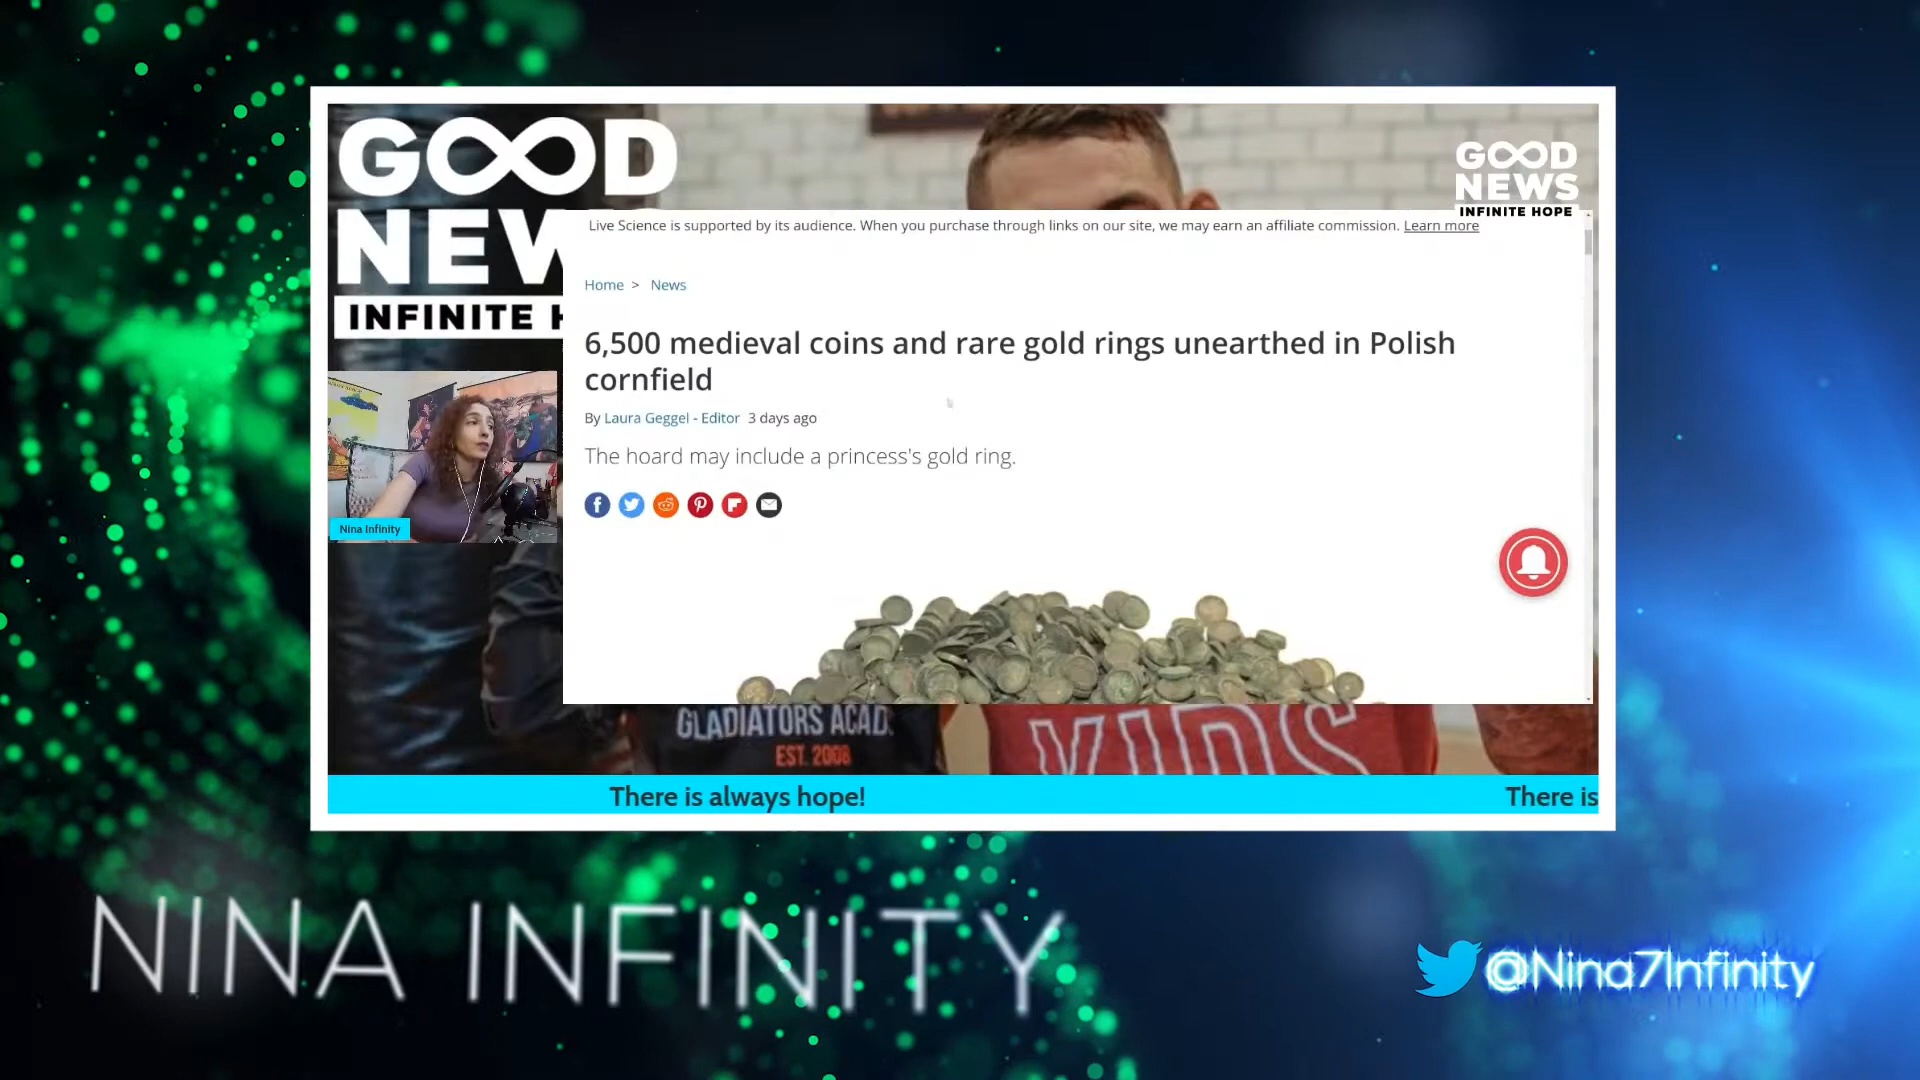 GOOD
NEW
INFINITE H
GOOD
NEWS
INFINITE HOPE
Live Science is supported by its audience. When you purchase through links on our site, we may earn an affiliate commission. Learn more
Home > News
6,500 medieval coins and rare gold rings unearthed in Polish
cornfield
By Laura Geggel - Editor 3 days ago
The hoard may include a princess's gold ring.
Nina Infinity
GLADIATORS ACAD.
EST. 2008
KIDS
There is always hope! There is
NINA INFINITY
@Nina7Infinity